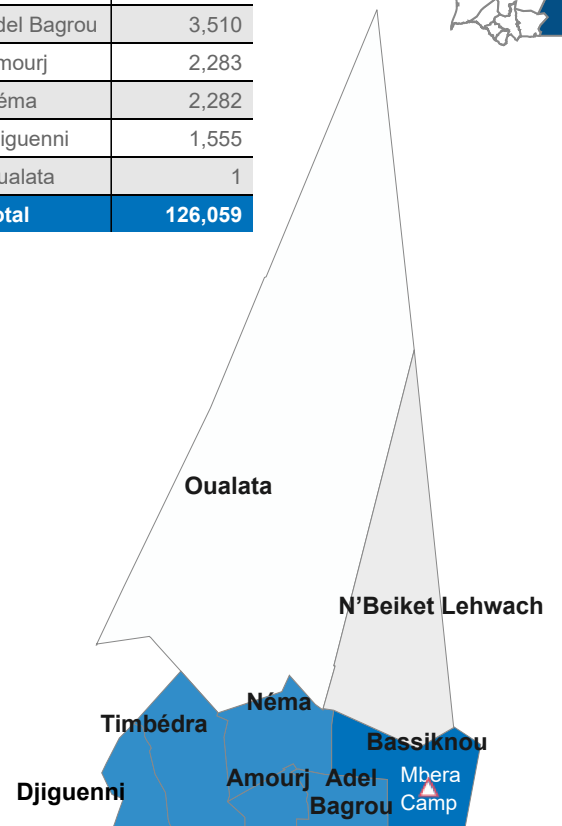 del Bagrou 3,510
mourj 2,283
éma 2,282
iguenni 1,555
ualata 1
otal 126,059
Oualata
N'Beiket Lehwach
Néma
Timbédra
Bassiknou
Djiguenni
Amourj
Adel
Bagrou
Mbera
Camp